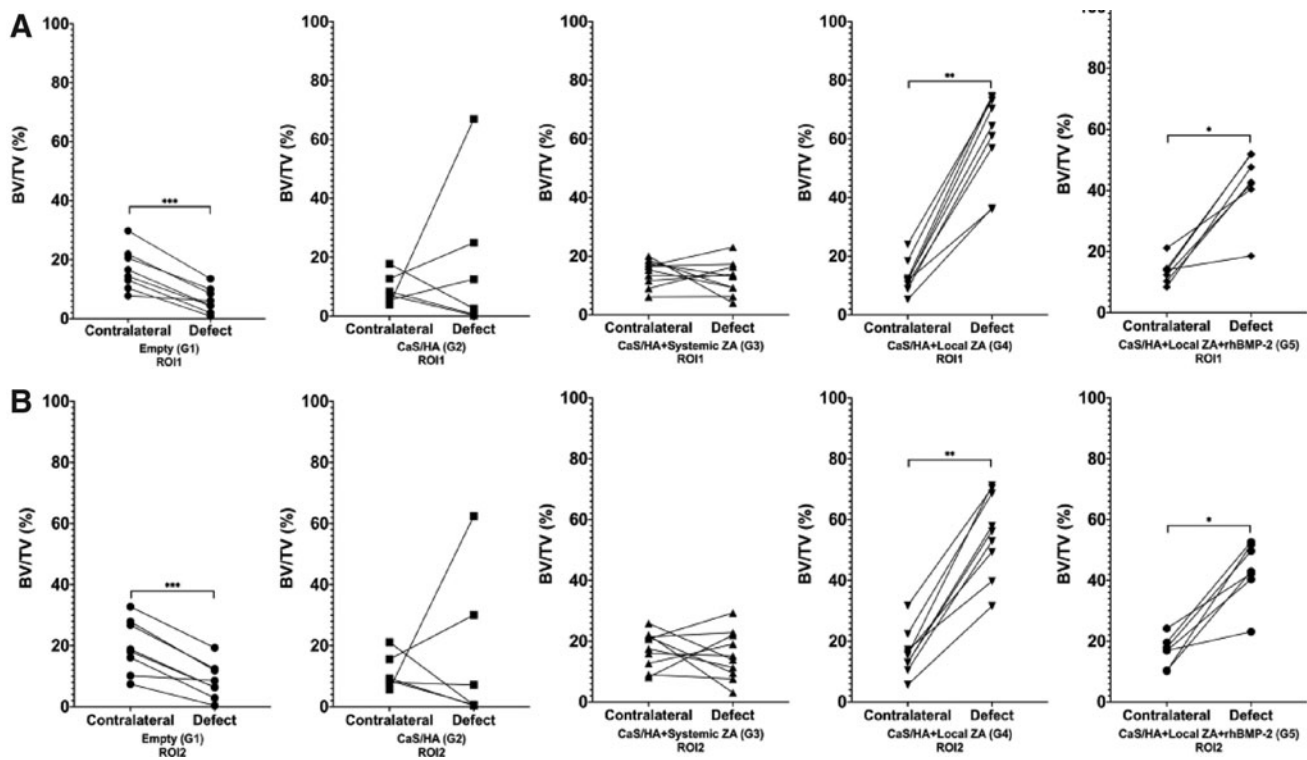 A
BV/TV (%)
100
80
60
40
20
0
***
Contralateral Defect
Empty (G1)
ROI1
BV/TV (%)
100
80
60
40
20
0
Contralateral Defect
CaS/HA (G2)
ROI1
BV/TV (%)
100
80
60
40
20
0
Contralateral Defect
CaS/HA+Systemic ZA (G3)
ROI1
BV/TV (%)
100
80
60
40
20
0
**
Contralateral Defect
CaS/HA+Local ZA (G4)
ROI1
BV/TV (%)
80
60
40
20
0
*
Contralateral Defect
CaS/HA+Local ZA+rhBMP-2 (G5)
ROI1
B
BV/TV (%)
100
80
60
40
20
0
***
Contralateral Defect
Empty (G1)
ROI2
BV/TV (%)
100
80
60
40
20
0
Contralateral Defect
CaS/HA (G2)
ROI2
BV/TV (%)
100
80
60
40
20
0
Contralateral Defect
CaS/HA+Systemic ZA (G3)
ROI2
BV/TV (%)
100
80
60
40
20
0
**
Contralateral Defect
CaS/HA+Local ZA (G4)
ROI2
BV/TV (%)
100
80
60
40
20
0
*
Contralateral Defect
CaS/HA+Local ZA+rhBMP-2 (G5)
ROI2